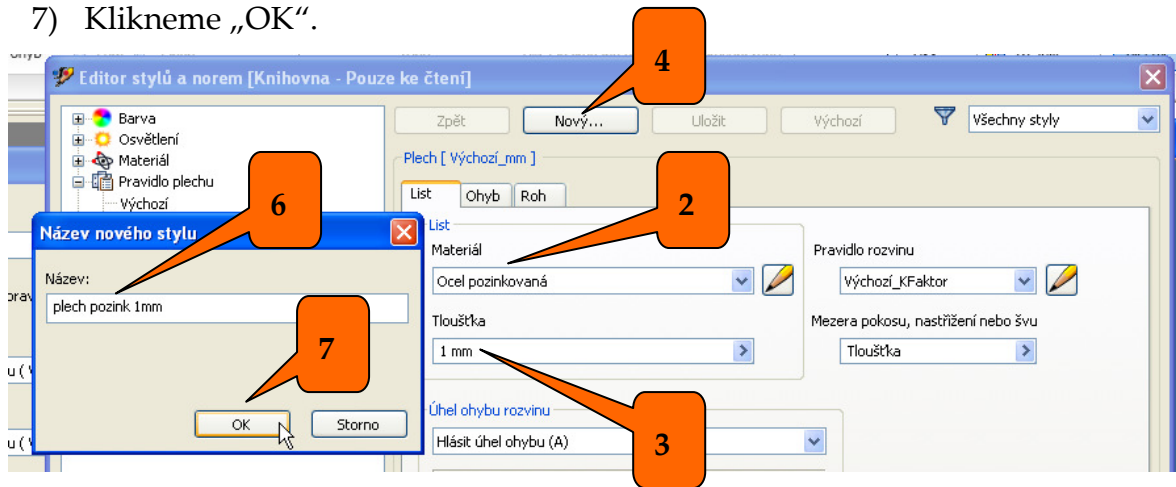 7) Klikneme „OK“.
4
Editor stylů a norem [Knihovna - Pouze ke čtení]
Barva
Osvětlení
Materiál
Pravidlo plechu
Výchozí
Zpět
Nový...
Uložit
Výchozí
Všechny styly
Plech [ Výchozí_mm ]
List
Ohyb
Roh
6
2
List
Materiál
Ocel pozinkovaná
Pravidlo rozvinu
Výchozí_KFaktor
Tloušťka
1 mm
Mezera pokosu, nastřižení nebo švu
Tloušťka
Název nového stylu
Název:
plech pozink 1mm
7
OK
Storno
Úhel ohybu rozvinu
Hlásit úhel ohybu (A)
3